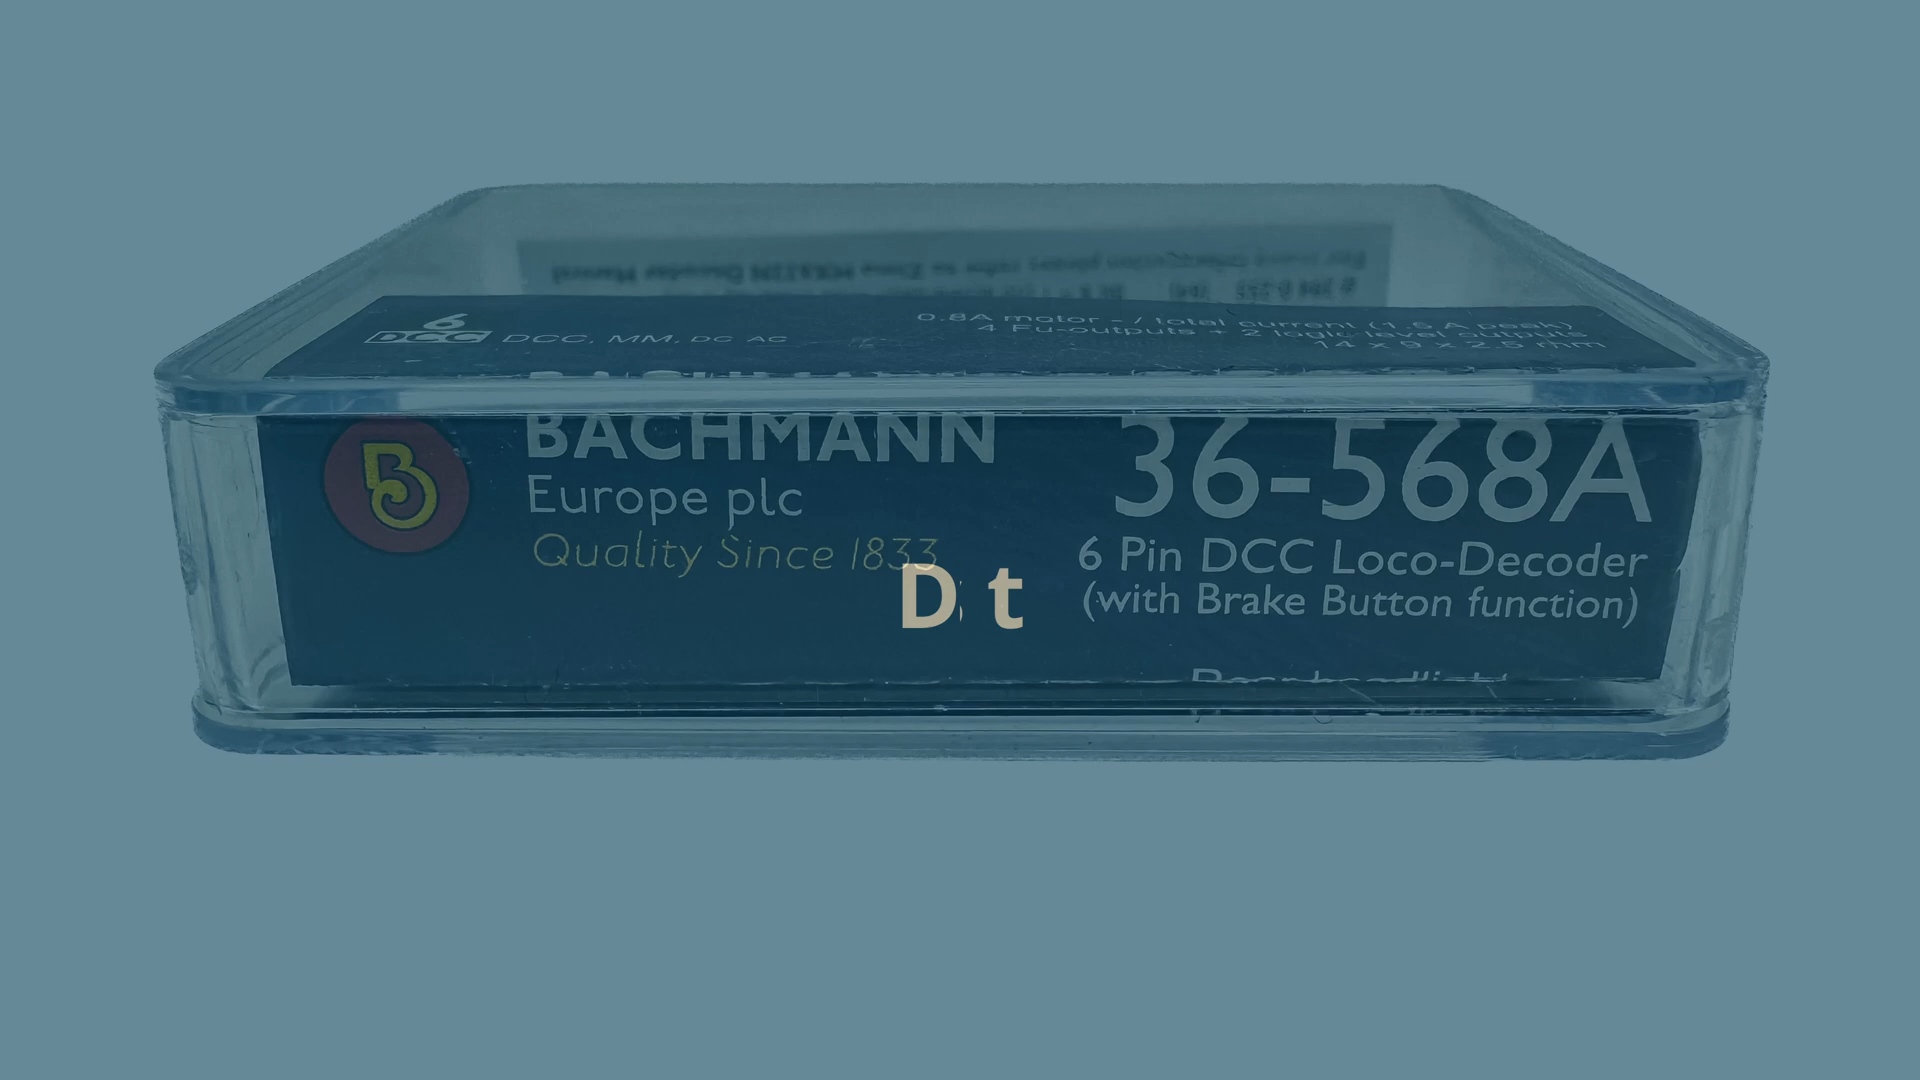 6
DCC DCC, MM, DC AC
0.8A motor - / total current (1.5 A peak)
4 Fu-outputs + 2 logic level outputs
14 x 9 x 2.5 mm
BACHMANN
Europe plc
Quality Since 1833
36-568A
6 Pin DCC Loco-Decoder
(with Brake Button function)
D t